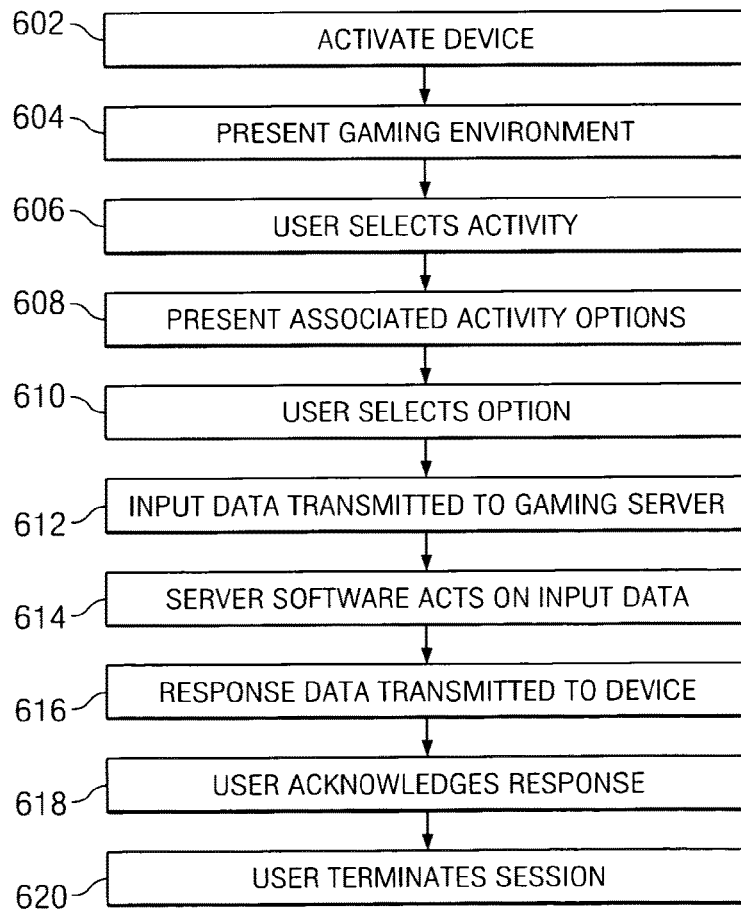 602 ACTIVATE DEVICE
604 PRESENT GAMING ENVIRONMENT
606 USER SELECTS ACTIVITY
608 PRESENT ASSOCIATED ACTIVITY OPTIONS
610 USER SELECTS OPTION
612 INPUT DATA TRANSMITTED TO GAMING SERVER
614 SERVER SOFTWARE ACTS ON INPUT DATA
616 RESPONSE DATA TRANSMITTED TO DEVICE
618 USER ACKNOWLEDGES RESPONSE
620 USER TERMINATES SESSION